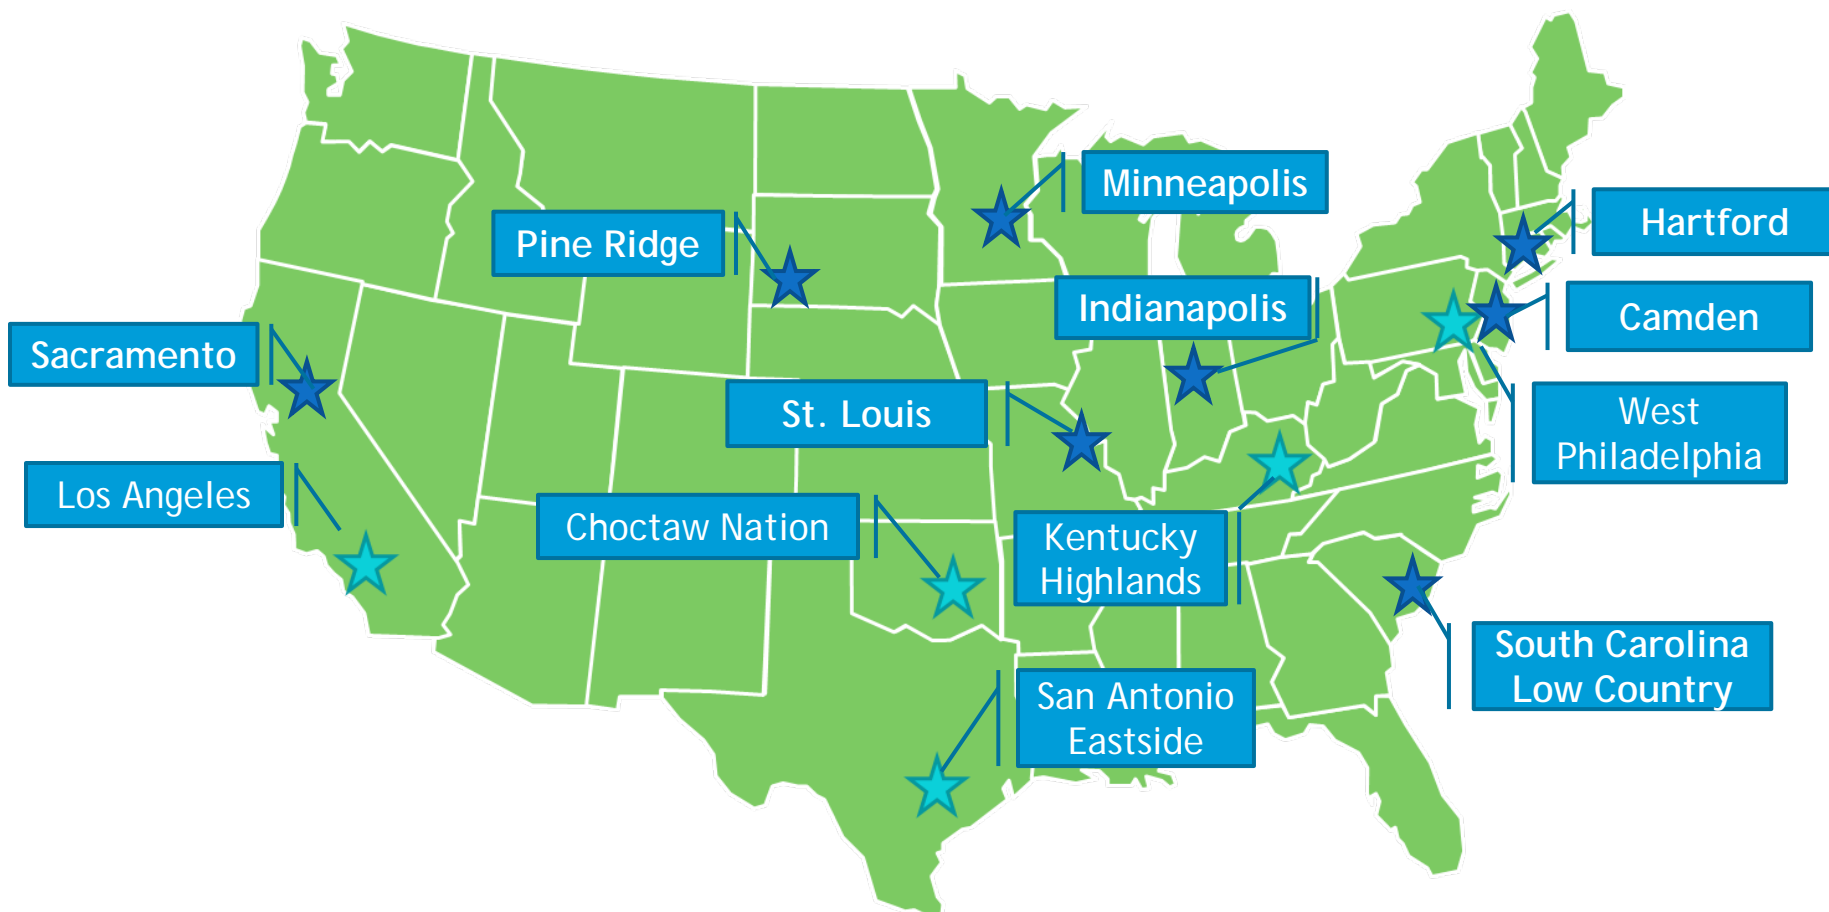 Minneapolis
Hartford
Pine Ridge
Indianapolis
Camden
Sacramento
St. Louis
West
Philadelphia
Los Angeles
Choctaw Nation
Kentucky
Highlands
South Carolina
Low Country
San Antonio
Eastside